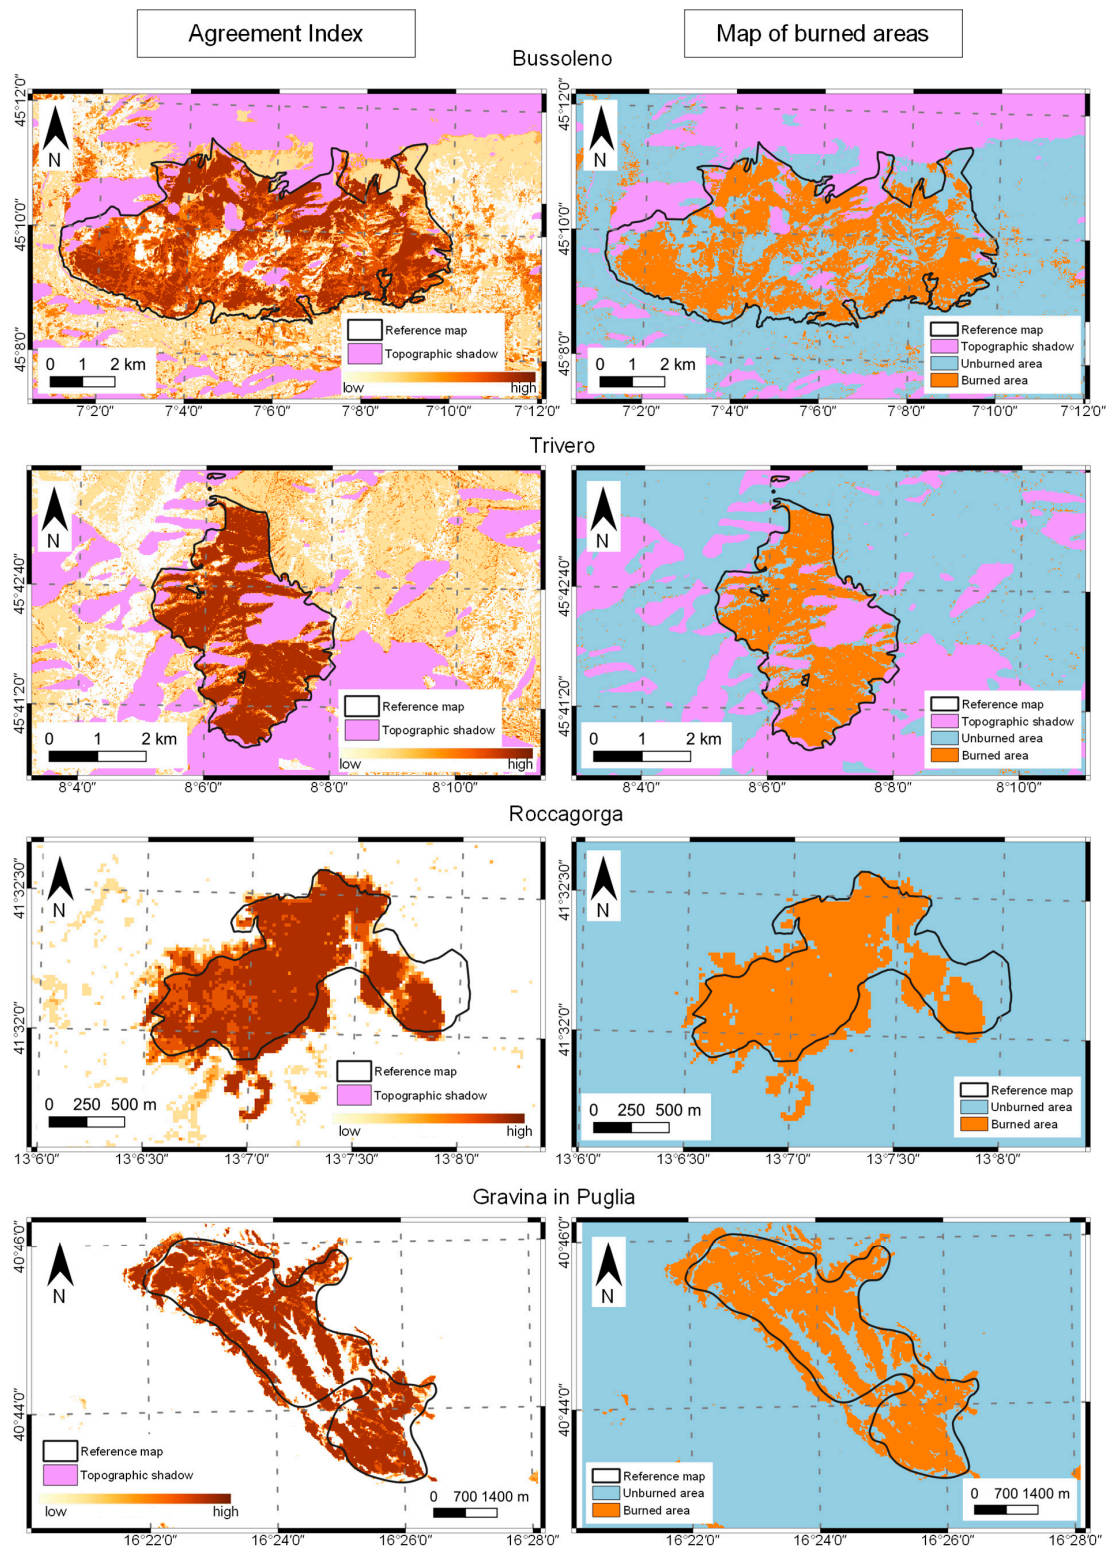 Agreement Index
Map of burned areas
Bussoleno
45°12'0"
45°10'0"
45°8'0"
N
Reference map
Topographic shadow
low high
0 1 2 km
7°2'0" 7°4'0" 7°6'0" 7°8'0" 7°10'0" 7°12'0"
45°12'0"
45°10'0"
45°8'0"
N
Reference map
Topographic shadow
Unburned area
Burned area
0 1 2 km
7°2'0" 7°4'0" 7°6'0" 7°8'0" 7°10'0" 7°12'0"
Trivero
45°42'40"
45°41'20"
N
Reference map
Topographic shadow
low high
0 1 2 km
8°4'0" 8°6'0" 8°8'0" 8°10'0"
45°42'40"
45°41'20"
N
Reference map
Topographic shadow
Unburned area
Burned area
0 1 2 km
8°4'0" 8°6'0" 8°8'0" 8°10'0"
Roccagorga
41°32'30"
41°32'0"
N
Reference map
Topographic shadow
low high
0 250 500 m
13°6'0" 13°6'30" 13°7'0" 13°7'30" 13°8'0"
41°32'30"
41°32'0"
N
Reference map
Unburned area
Burned area
0 250 500 m
13°6'0" 13°6'30" 13°7'0" 13°7'30" 13°8'0"
Gravina in Puglia
40°46'0"
40°44'0"
N
Reference map
Topographic shadow
low high
0 700 1400 m
16°22'0" 16°24'0" 16°26'0" 16°28'0"
40°46'0"
40°44'0"
N
Reference map
Unburned area
Burned area
0 700 1400 m
16°22'0" 16°24'0" 16°26'0" 16°28'0"